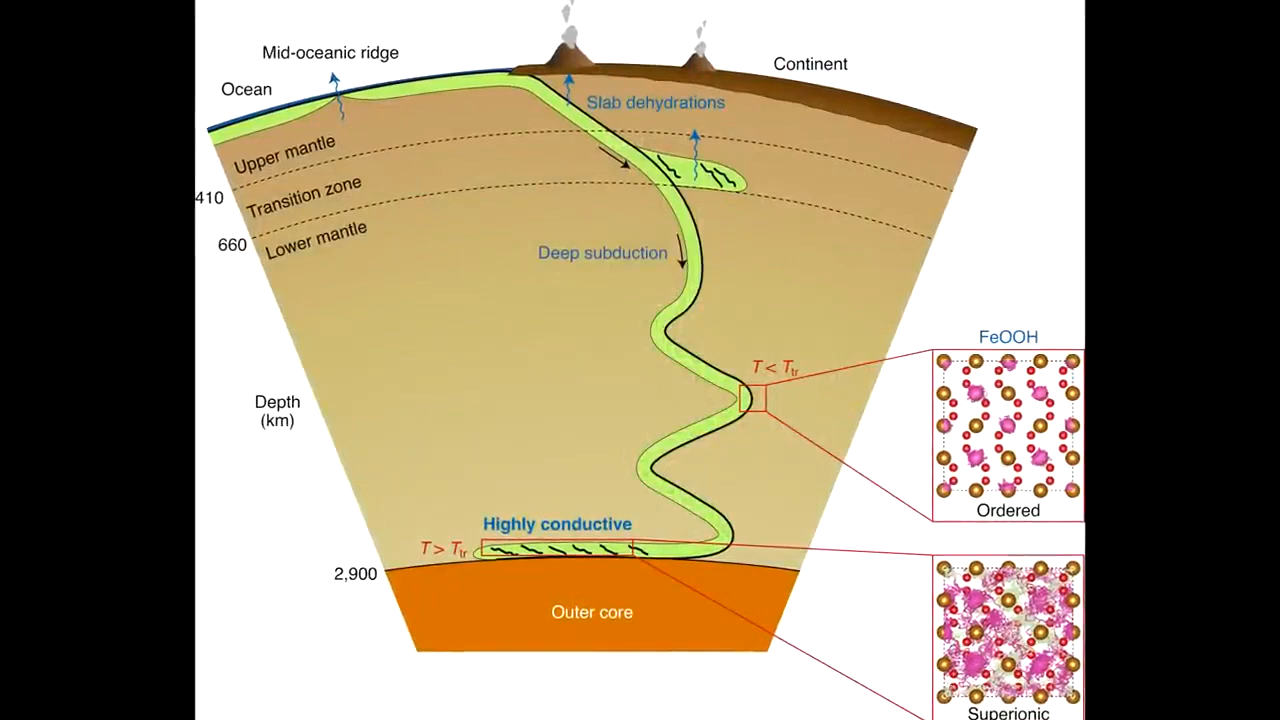 Mid-oceanic ridge
Continent
Ocean
Slab dehydrations
Upper mantle
410
Transition zone
660
Lower mantle
Deep subduction
FeOOH
T < Ttr
Depth
(km)
Ordered
Highly conductive
T > Ttr
2,900
Outer core
Superionic